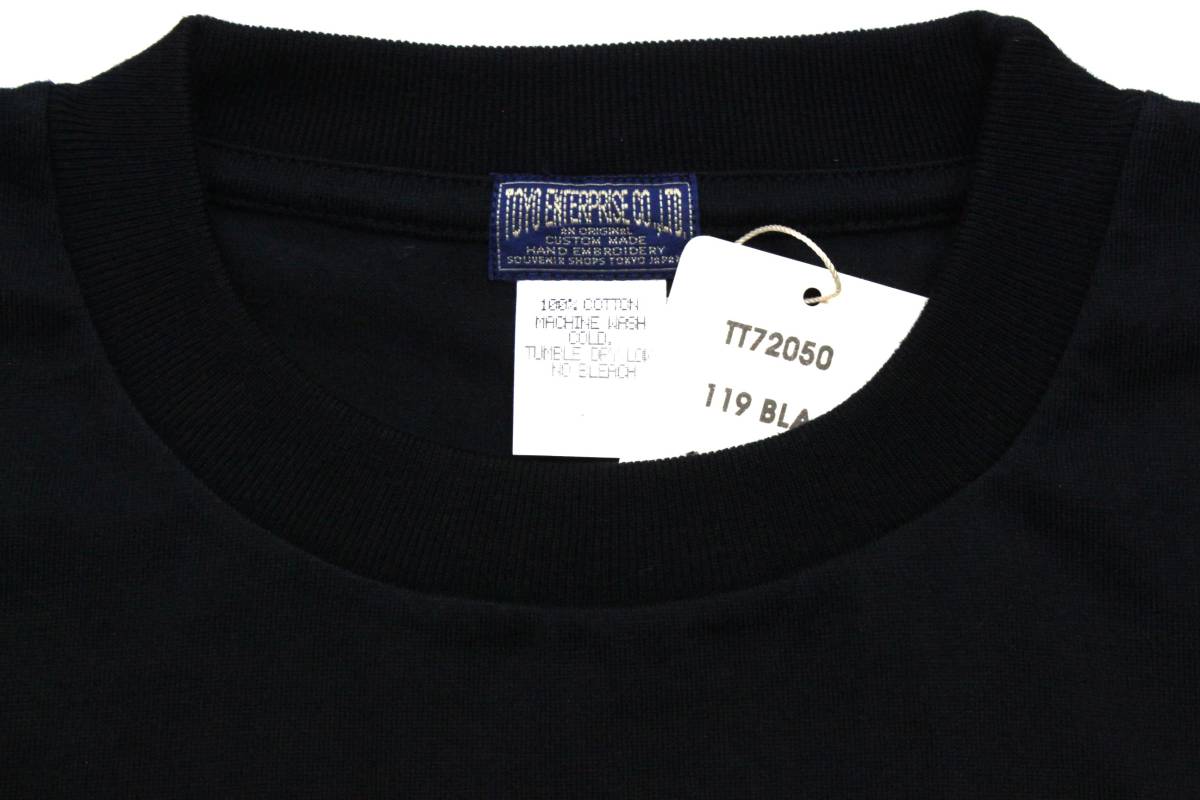 TOYO ENTERPRISE CO.,LTD.
AN ORIGINAL
CUSTOM MADE
HAND EMBROIDERY
SOUVENIR SHOPS TOKYO JAPAN
100% COTTON
MACHINE WASH
COLD.
TUMBLE DRY LOW
NO BLEACH
TT72050
119 BLA